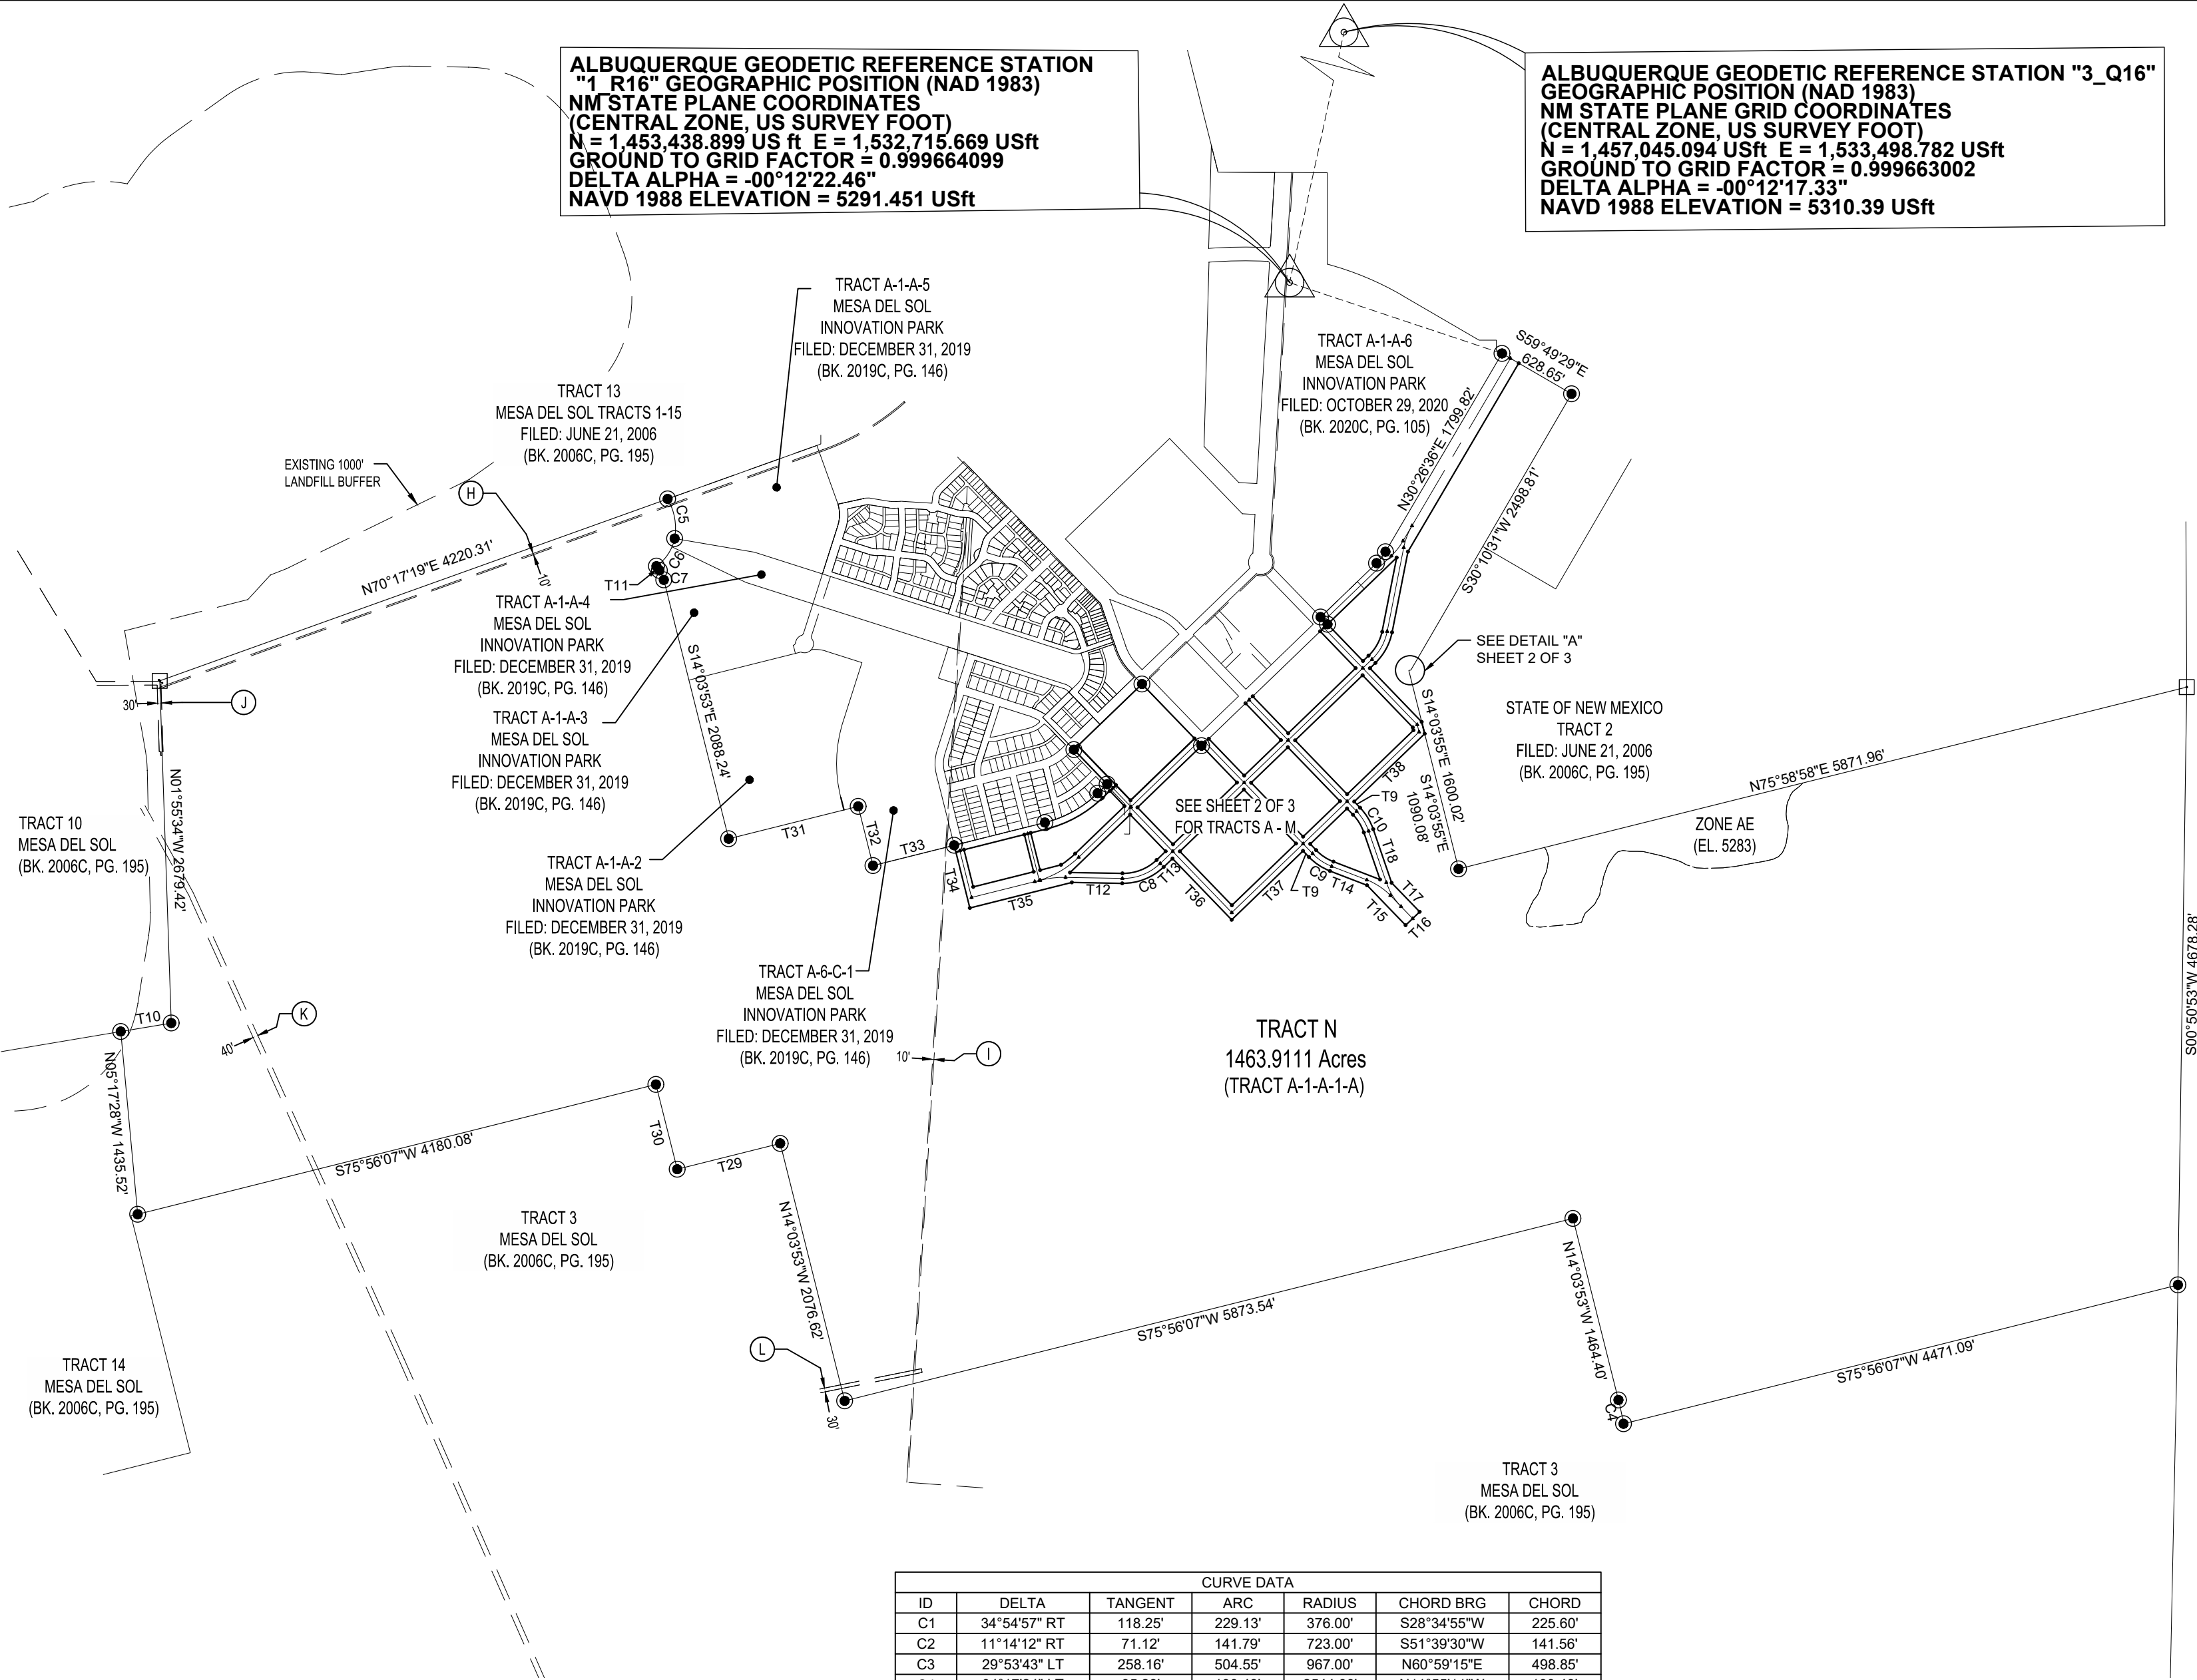 ALBUQUERQUE GEODETIC REFERENCE STATION
"1_R16" GEOGRAPHIC POSITION (NAD 1983)
NM STATE PLANE COORDINATES
(CENTRAL ZONE, US SURVEY FOOT)
N = 1,453,438.899 US ft E = 1,532,715.669 USft
GROUND TO GRID FACTOR = 0.999664099
DELTA ALPHA = -00°12'22.46"
NAVD 1988 ELEVATION = 5291.451 USft
ALBUQUERQUE GEODETIC REFERENCE STATION "3_Q16"
GEOGRAPHIC POSITION (NAD 1983)
NM STATE PLANE GRID COORDINATES
(CENTRAL ZONE, US SURVEY FOOT)
N = 1,457,045.094 USft E = 1,533,498.782 USft
GROUND TO GRID FACTOR = 0.999663002
DELTA ALPHA = -00°12'17.33"
NAVD 1988 ELEVATION = 5310.39 USft
TRACT A-1-A-5
MESA DEL SOL
INNOVATION PARK
FILED: DECEMBER 31, 2019
(BK. 2019C, PG. 146)
TRACT A-1-A-6
MESA DEL SOL
INNOVATION PARK
FILED: OCTOBER 29, 2020
(BK. 2020C, PG. 105)
S59°49'29"E
628.65'
N30°26'36"E 1799.82'
S30°10'31"W 2498.81'
TRACT 13
MESA DEL SOL TRACTS 1-15
FILED: JUNE 21, 2006
(BK. 2006C, PG. 195)
EXISTING 1000'
LANDFILL BUFFER
H
N70°17'19"E 4220.31'
10'
C5
C6
C7
T11
TRACT A-1-A-4
MESA DEL SOL
INNOVATION PARK
FILED: DECEMBER 31, 2019
(BK. 2019C, PG. 146)
TRACT A-1-A-3
MESA DEL SOL
INNOVATION PARK
FILED: DECEMBER 31, 2019
(BK. 2019C, PG. 146)
S14°03'53"E 2088.24'
SEE DETAIL "A"
SHEET 2 OF 3
30'
J
STATE OF NEW MEXICO
TRACT 2
FILED: JUNE 21, 2006
(BK. 2006C, PG. 195)
S14°03'55"E 1600.02'
S14°03'55"E
1090.08'
N75°58'58"E 5871.96'
ZONE AE
(EL. 5283)
N01°55'34"W 2679.42'
TRACT 10
MESA DEL SOL
(BK. 2006C, PG. 195)
TRACT A-1-A-2
MESA DEL SOL
INNOVATION PARK
FILED: DECEMBER 31, 2019
(BK. 2019C, PG. 146)
T31
T32
T33
T34
T35
T12
C8
T13
T36
T37
T9
C9
T14
T15
T16
T17
T18
C10
T9
T38
SEE SHEET 2 OF 3
FOR TRACTS A - M
S00°50'53"W 4678.28'
TRACT A-6-C-1
MESA DEL SOL
INNOVATION PARK
FILED: DECEMBER 31, 2019
(BK. 2019C, PG. 146)
10'
I
T10
K
40'
TRACT N
1463.9111 Acres
(TRACT A-1-A-1-A)
N05°17'28"W 1435.52'
S75°56'07"W 4180.08'
T30
T29
N14°03'53"W 2076.62'
TRACT 3
MESA DEL SOL
(BK. 2006C, PG. 195)
S75°56'07"W 5873.54'
N14°03'53"W 1464.40'
C4
S75°56'07"W 4471.09'
L
30'
TRACT 14
MESA DEL SOL
(BK. 2006C, PG. 195)
TRACT 3
MESA DEL SOL
(BK. 2006C, PG. 195)
CURVE DATA
ID DELTA TANGENT ARC RADIUS CHORD BRG CHORD
C1 34°54'57" RT 118.25' 229.13' 376.00' S28°34'55"W 225.60'
C2 11°14'12" RT 71.12' 141.79' 723.00' S51°39'30"W 141.56'
C3 29°53'43" LT 258.16' 504.55' 967.00' N60°59'15"E 498.85'